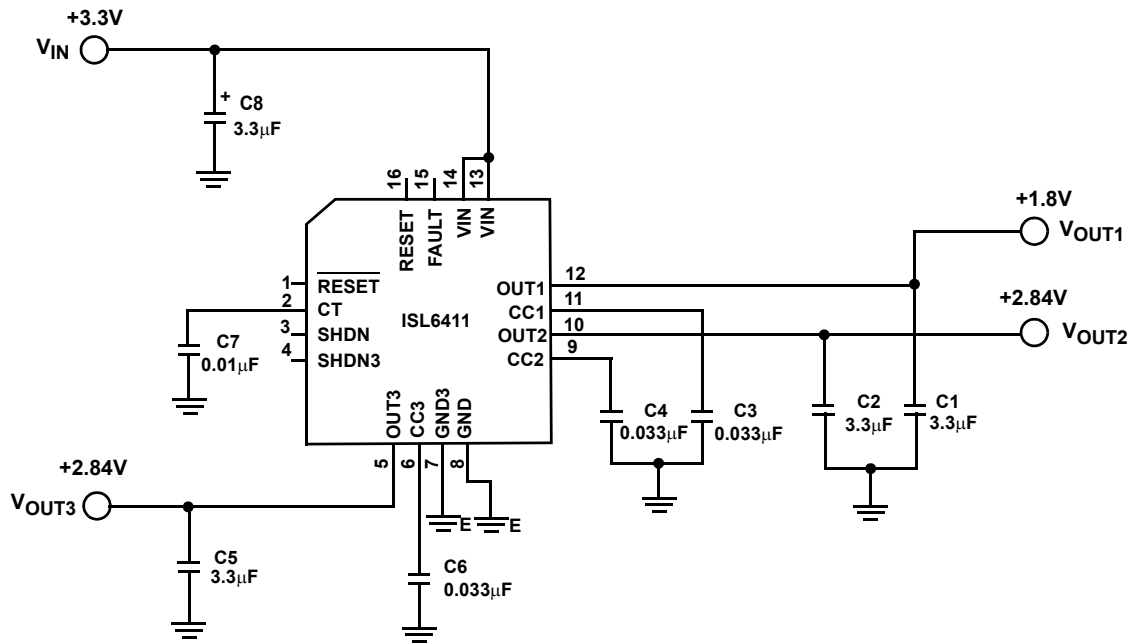 +3.3V
VIN
+
C8
3.3µF
16
15
14
13
RESET
FAULT
VIN
VIN
+1.8V
VOUT1
1
RESET
2
CT
3
SHDN
4
SHDN3
ISL6411
OUT1
12
CC1
11
OUT2
10
CC2
9
+2.84V
VOUT2
C7
0.01µF
OUT3
CC3
GND3
GND
5
6
7
8
C4
0.033µF
C3
0.033µF
C2
3.3µF
C1
3.3µF
+2.84V
VOUT3
E
E
C5
3.3µF
C6
0.033µF